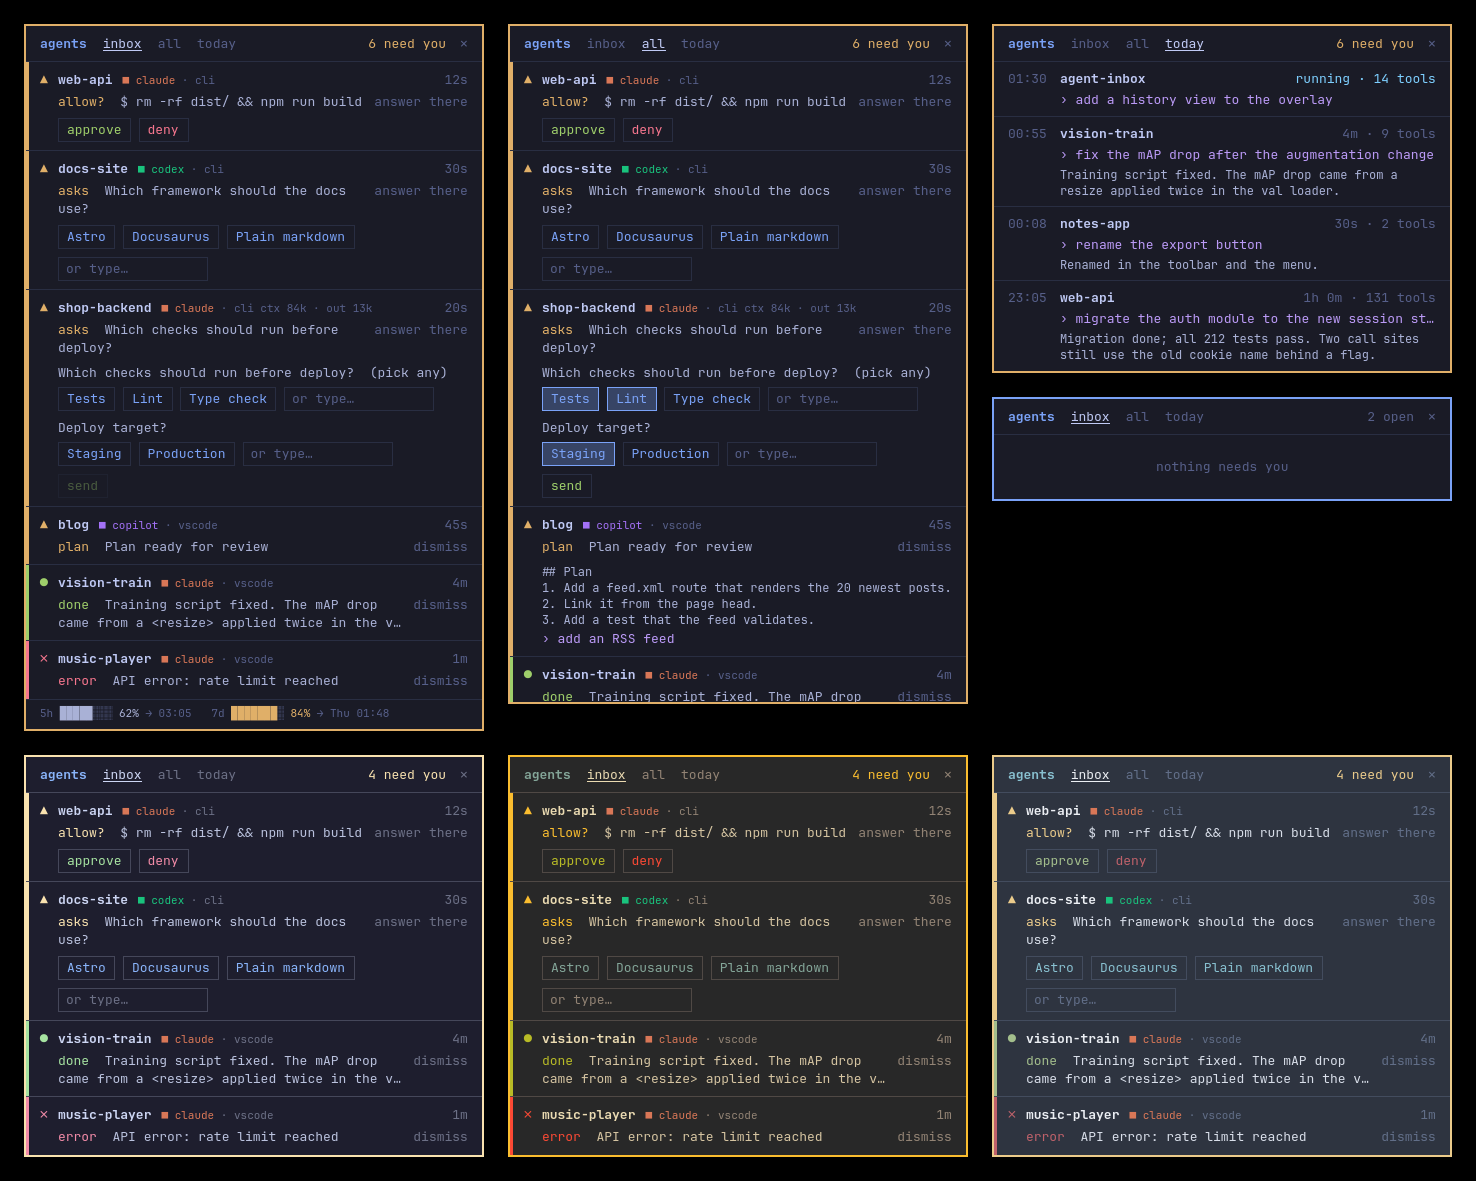 agents inbox all today 6 need you ×
▲ web-api ■ claude · cli 12s
allow? $ rm -rf dist/ && npm run build answer there
approve deny
▲ docs-site ■ codex · cli 30s
asks Which framework should the docs answer there
use?
Astro Docusaurus Plain markdown
or type…
▲ shop-backend ■ claude · cli ctx 84k · out 13k 20s
asks Which checks should run before answer there
deploy?
Which checks should run before deploy? (pick any)
Tests Lint Type check or type…
Deploy target?
Staging Production or type…
send
▲ blog ■ copilot · vscode 45s
plan Plan ready for review dismiss
● vision-train ■ claude · vscode 4m
done Training script fixed. The mAP drop dismiss
came from a <resize> applied twice in the v…
× music-player ■ claude · vscode 1m
error API error: rate limit reached dismiss
5h 62% → 03:05 7d 84% → Thu 01:48
agents inbox all today 6 need you ×
▲ web-api ■ claude · cli 12s
allow? $ rm -rf dist/ && npm run build answer there
approve deny
▲ docs-site ■ codex · cli 30s
asks Which framework should the docs answer there
use?
Astro Docusaurus Plain markdown
or type…
▲ shop-backend ■ claude · cli ctx 84k · out 13k 20s
asks Which checks should run before answer there
deploy?
Which checks should run before deploy? (pick any)
Tests Lint Type check or type…
Deploy target?
Staging Production or type…
send
▲ blog ■ copilot · vscode 45s
plan Plan ready for review dismiss
## Plan
1. Add a feed.xml route that renders the 20 newest posts.
2. Link it from the page head.
3. Add a test that the feed validates.
› add an RSS feed
● vision-train ■ claude · vscode 4m
done Training script fixed. The mAP drop dismiss
agents inbox all today 6 need you ×
01:30 agent-inbox running · 14 tools
› add a history view to the overlay
00:55 vision-train 4m · 9 tools
› fix the mAP drop after the augmentation change
Training script fixed. The mAP drop came from a
resize applied twice in the val loader.
00:08 notes-app 30s · 2 tools
› rename the export button
Renamed in the toolbar and the menu.
23:05 web-api 1h 0m · 131 tools
› migrate the auth module to the new session st…
Migration done; all 212 tests pass. Two call sites
still use the old cookie name behind a flag.
agents inbox all today 2 open ×
nothing needs you
agents inbox all today 4 need you ×
▲ web-api ■ claude · cli 12s
allow? $ rm -rf dist/ && npm run build answer there
approve deny
▲ docs-site ■ codex · cli 30s
asks Which framework should the docs answer there
use?
Astro Docusaurus Plain markdown
or type…
● vision-train ■ claude · vscode 4m
done Training script fixed. The mAP drop dismiss
came from a <resize> applied twice in the v…
× music-player ■ claude · vscode 1m
error API error: rate limit reached dismiss
agents inbox all today 4 need you ×
▲ web-api ■ claude · cli 12s
allow? $ rm -rf dist/ && npm run build answer there
approve deny
▲ docs-site ■ codex · cli 30s
asks Which framework should the docs answer there
use?
Astro Docusaurus Plain markdown
or type…
● vision-train ■ claude · vscode 4m
done Training script fixed. The mAP drop dismiss
came from a <resize> applied twice in the v…
× music-player ■ claude · vscode 1m
error API error: rate limit reached dismiss
agents inbox all today 4 need you ×
▲ web-api ■ claude · cli 12s
allow? $ rm -rf dist/ && npm run build answer there
approve deny
▲ docs-site ■ codex · cli 30s
asks Which framework should the docs answer there
use?
Astro Docusaurus Plain markdown
or type…
● vision-train ■ claude · vscode 4m
done Training script fixed. The mAP drop dismiss
came from a <resize> applied twice in the v…
× music-player ■ claude · vscode 1m
error API error: rate limit reached dismiss